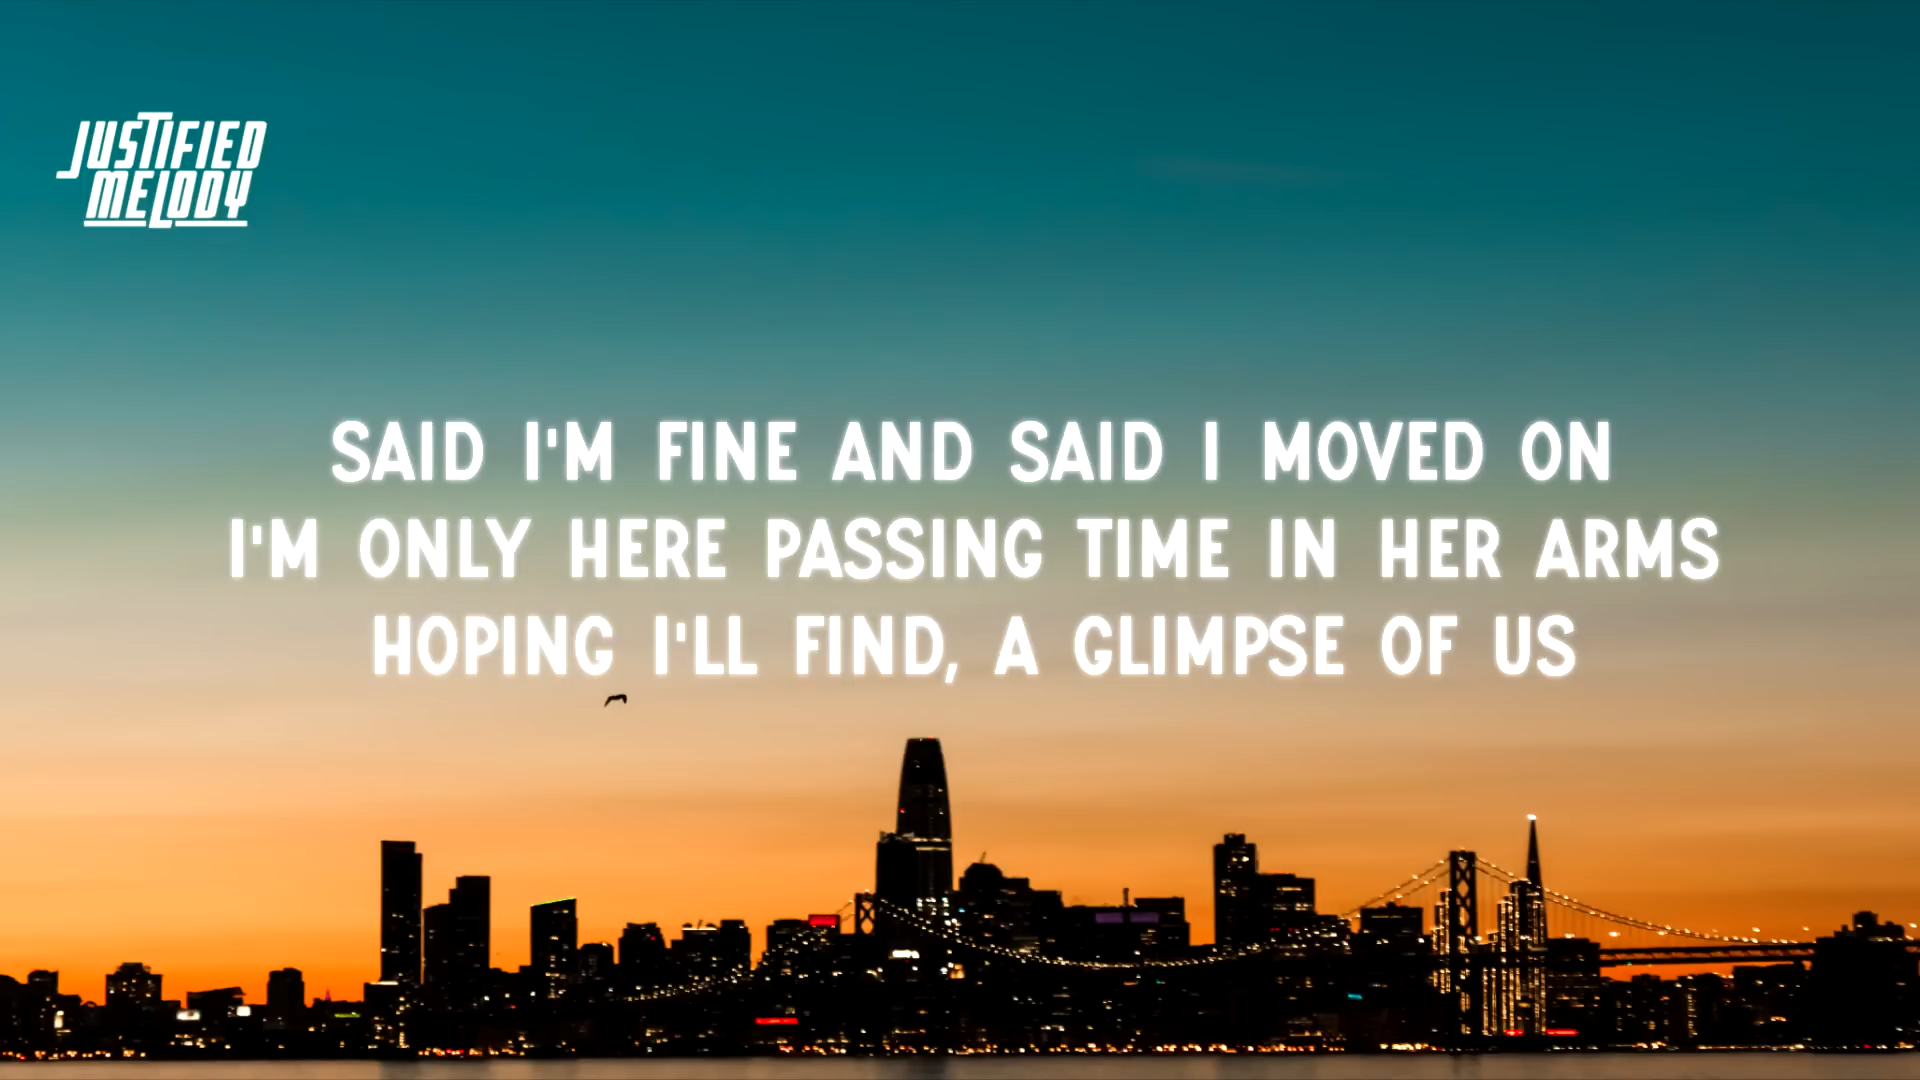 JUSTIFIED
MELODY
SAID I'M FINE AND SAID I MOVED ON
I'M ONLY HERE PASSING TIME IN HER ARMS
HOPING I'LL FIND, A GLIMPSE OF US